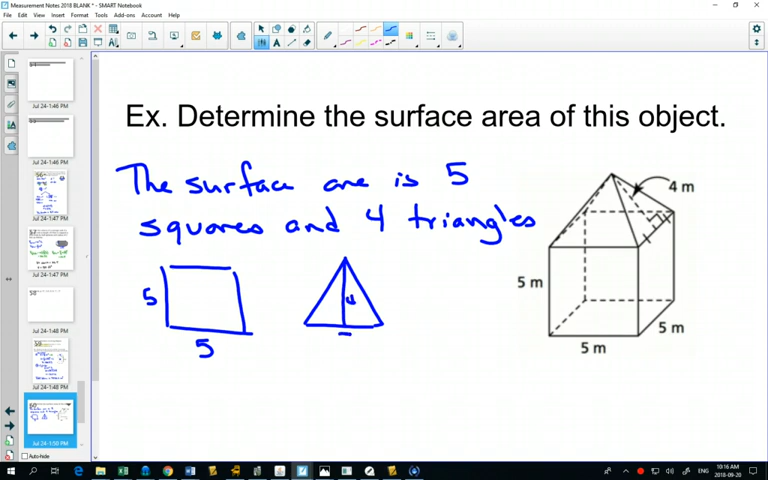 Measurement Notes 2018 BLANK * - SMART Notebook
File Edit View Insert Format Tools Add-ons Account Help
Jul 24-1:46 PM
Jul 24-1:46 PM
Jul 24-1:47 PM
Jul 24-1:47 PM
Jul 24-1:48 PM
Jul 24-1:48 PM
Jul 24-1:50 PM
Auto-hide
Ex. Determine the surface area of this object.
The surface are is 5
squares and 4 triangles
5
5
4
4 m
5 m
5 m
5 m
ENG
10:16 AM
2018-09-20